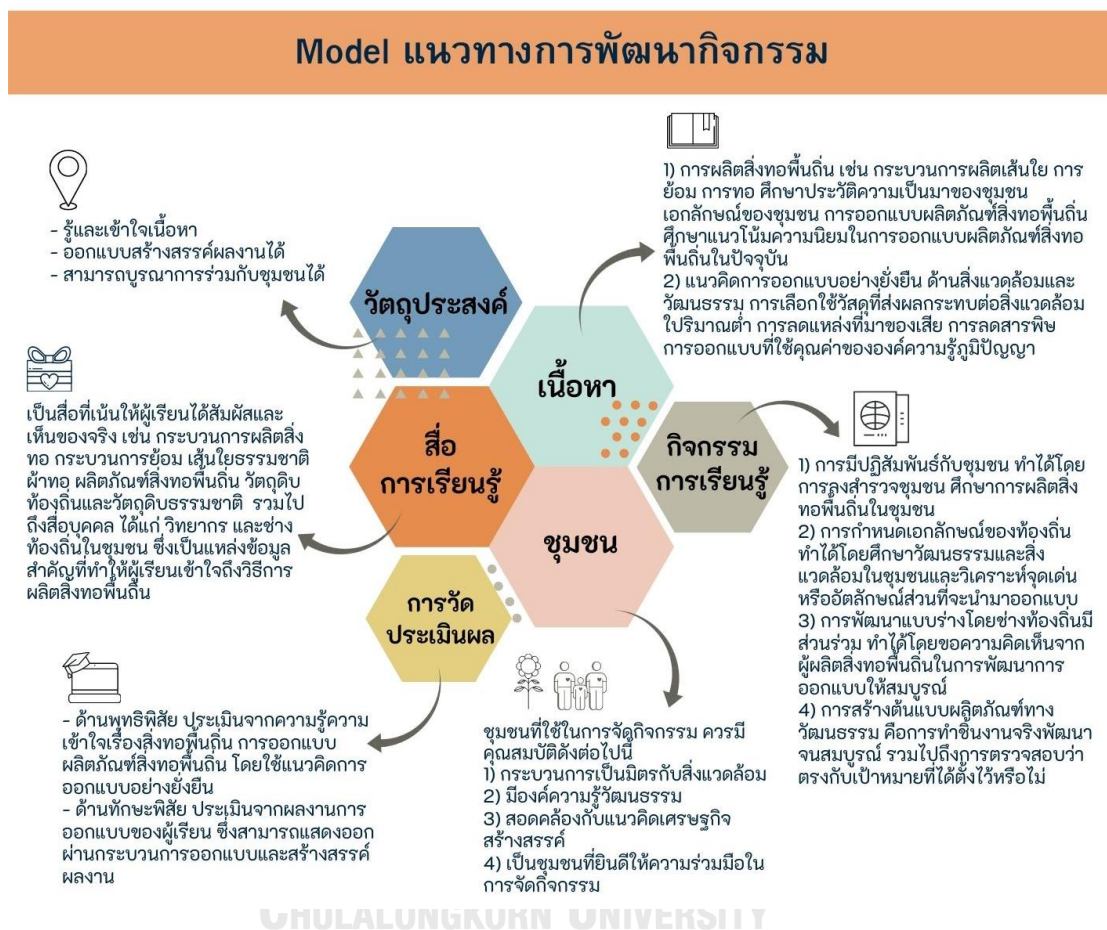 Model แนวทางการพัฒนากิจกรรม
- รู้และเข้าใจเนื้อหา
- ออกแบบสร้างสรรค์ผลงานได้
- สามารถบูรณาการร่วมกับชุมชนได้
วัตถุประสงค์
1) การผลิตสิ่งทอพื้นถิ่น เช่น กระบวนการผลิตเส้นใย การ
ย้อม การทอ ศึกษาประวัติความเป็นมาของชุมชน
เอกลักษณ์ของชุมชน การออกแบบผลิตภัณฑ์สิ่งทอพื้นถิ่น
ศึกษาแนวโน้มความนิยมในการออกแบบผลิตภัณฑ์สิ่งทอ
พื้นถิ่นในปัจจุบัน
2) แนวคิดการออกแบบอย่างยั่งยืน ด้านสิ่งแวดล้อมและ
วัฒนธรรม การเลือกใช้วัสดุที่ส่งผลกระทบต่อสิ่งแวดล้อม
ใปริมาณต่ำ การลดแหล่งที่มาของเสีย การลดสารพิษ
การออกแบบที่ใช้คุณค่าขององค์ความรู้ภูมิปัญญา
เนื้อหา
เป็นสื่อที่เน้นให้ผู้เรียนได้สัมผัสและ
เห็นของจริง เช่น กระบวนการผลิตสิ่ง
ทอ กระบวนการย้อม เส้นใยธรรมชาติ
ผ้าทอ ผลิตภัณฑ์สิ่งทอพื้นถิ่น วัตถุดิบ
ท้องถิ่นและวัตถุดิบธรรมชาติ รวมไป
ถึงสื่อบุคคล ได้แก่ วิทยากร และช่าง
ท้องถิ่นในชุมชน ซึ่งเป็นแหล่งข้อมูล
สำคัญที่ทำให้ผู้เรียนเข้าใจถึงวิธีการ
ผลิตสิ่งทอพื้นถิ่น
สื่อ
การเรียนรู้
กิจกรรม
การเรียนรู้
1) การมีปฏิสัมพันธ์กับชุมชน ทำได้โดย
การลงสำรวจชุมชน ศึกษาการผลิตสิ่ง
ทอพื้นถิ่นในชุมชน
2) การกำหนดเอกลักษณ์ของท้องถิ่น
ทำได้โดยศึกษาวัฒนธรรมและสิ่ง
แวดล้อมในชุมชนและวิเคราะห์จุดเด่น
หรืออัตลักษณ์ส่วนที่จะนำมาออกแบบ
3) การพัฒนาแบบร่างโดยช่างท้องถิ่นมี
ส่วนร่วม ทำได้โดยขอความคิดเห็นจาก
ผู้ผลิตสิ่งทอพื้นถิ่นในการพัฒนาการ
ออกแบบให้สมบูรณ์
4) การสร้างต้นแบบผลิตภัณฑ์ทาง
วัฒนธรรม คือการทำชิ้นงานจริงพัฒนา
จนสมบูรณ์ รวมไปถึงการตรวจสอบว่า
ตรงกับเป้าหมายที่ได้ตั้งไว้หรือไม่
ชุมชน
การวัด
ประเมินผล
- ด้านพุทธิพิสัย ประเมินจากความรู้ความ
เข้าใจเรื่องสิ่งทอพื้นถิ่น การออกแบบ
ผลิตภัณฑ์สิ่งทอพื้นถิ่น โดยใช้แนวคิดการ
ออกแบบอย่างยั่งยืน
- ด้านทักษะพิสัย ประเมินจากผลงานการ
ออกแบบของผู้เรียน ซึ่งสามารถแสดงออก
ผ่านกระบวนการออกแบบและสร้างสรรค์
ผลงาน
ชุมชนที่ใช้ในการจัดกิจกรรม ควรมี
คุณสมบัติดังต่อไปนี้
1) กระบวนการเป็นมิตรกับสิ่งแวดล้อม
2) มีองค์ความรู้วัฒนธรรม
3) สอดคล้องกับแนวคิดเศรษฐกิจ
สร้างสรรค์
4) เป็นชุมชนที่ยินดีให้ความร่วมมือใน
การจัดกิจกรรม
CHULALONGKORN UNIVERSITY